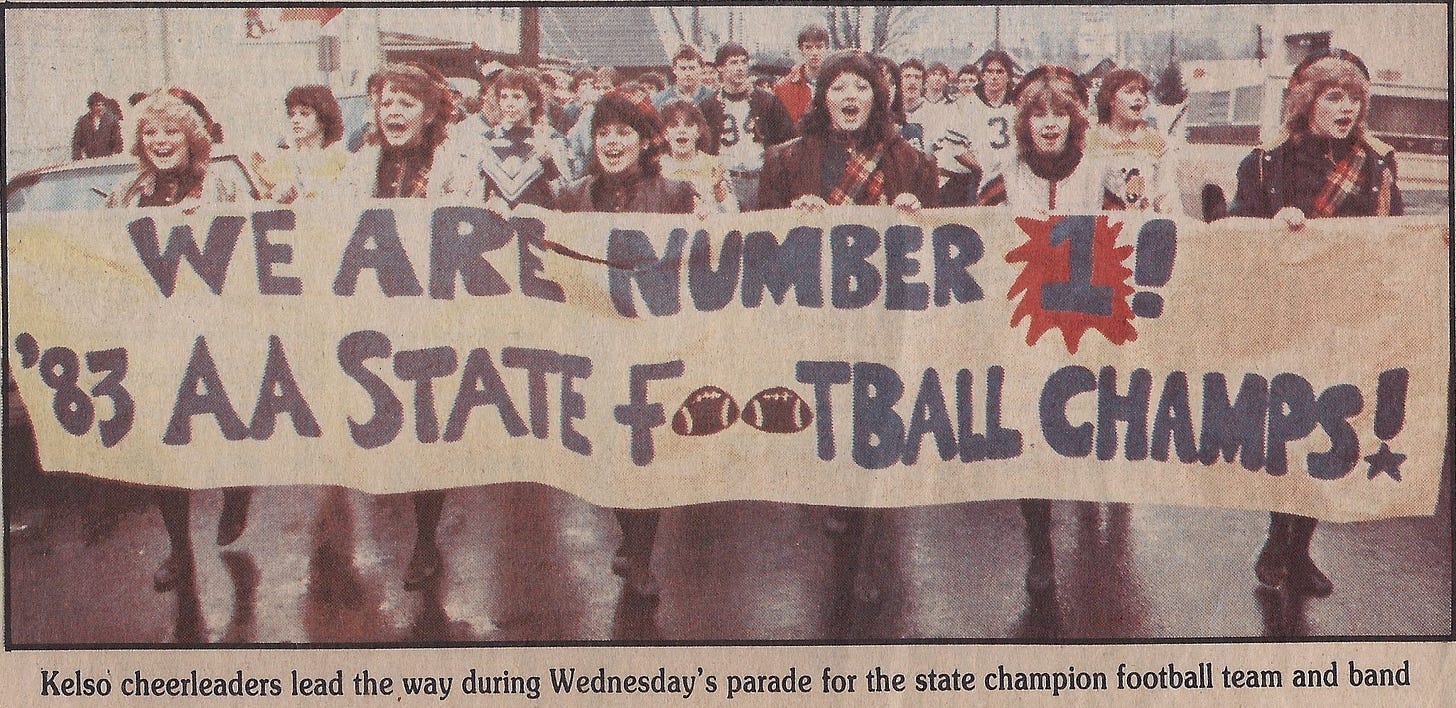 WE ARE NUMBER 1!
'83 AA STATE FOOTBALL CHAMPS!
Kelso cheerleaders lead the way during Wednesday's parade for the state champion football team and band